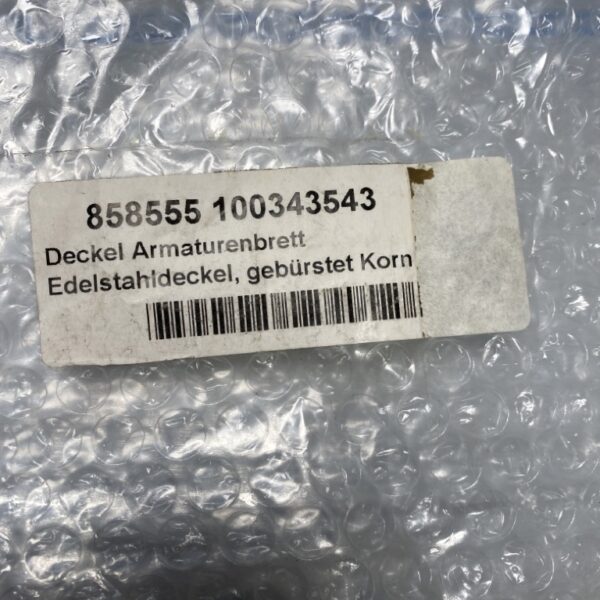 858555 100343543
Deckel Armaturenbrett
Edelstahldeckel, gebürstet Korn